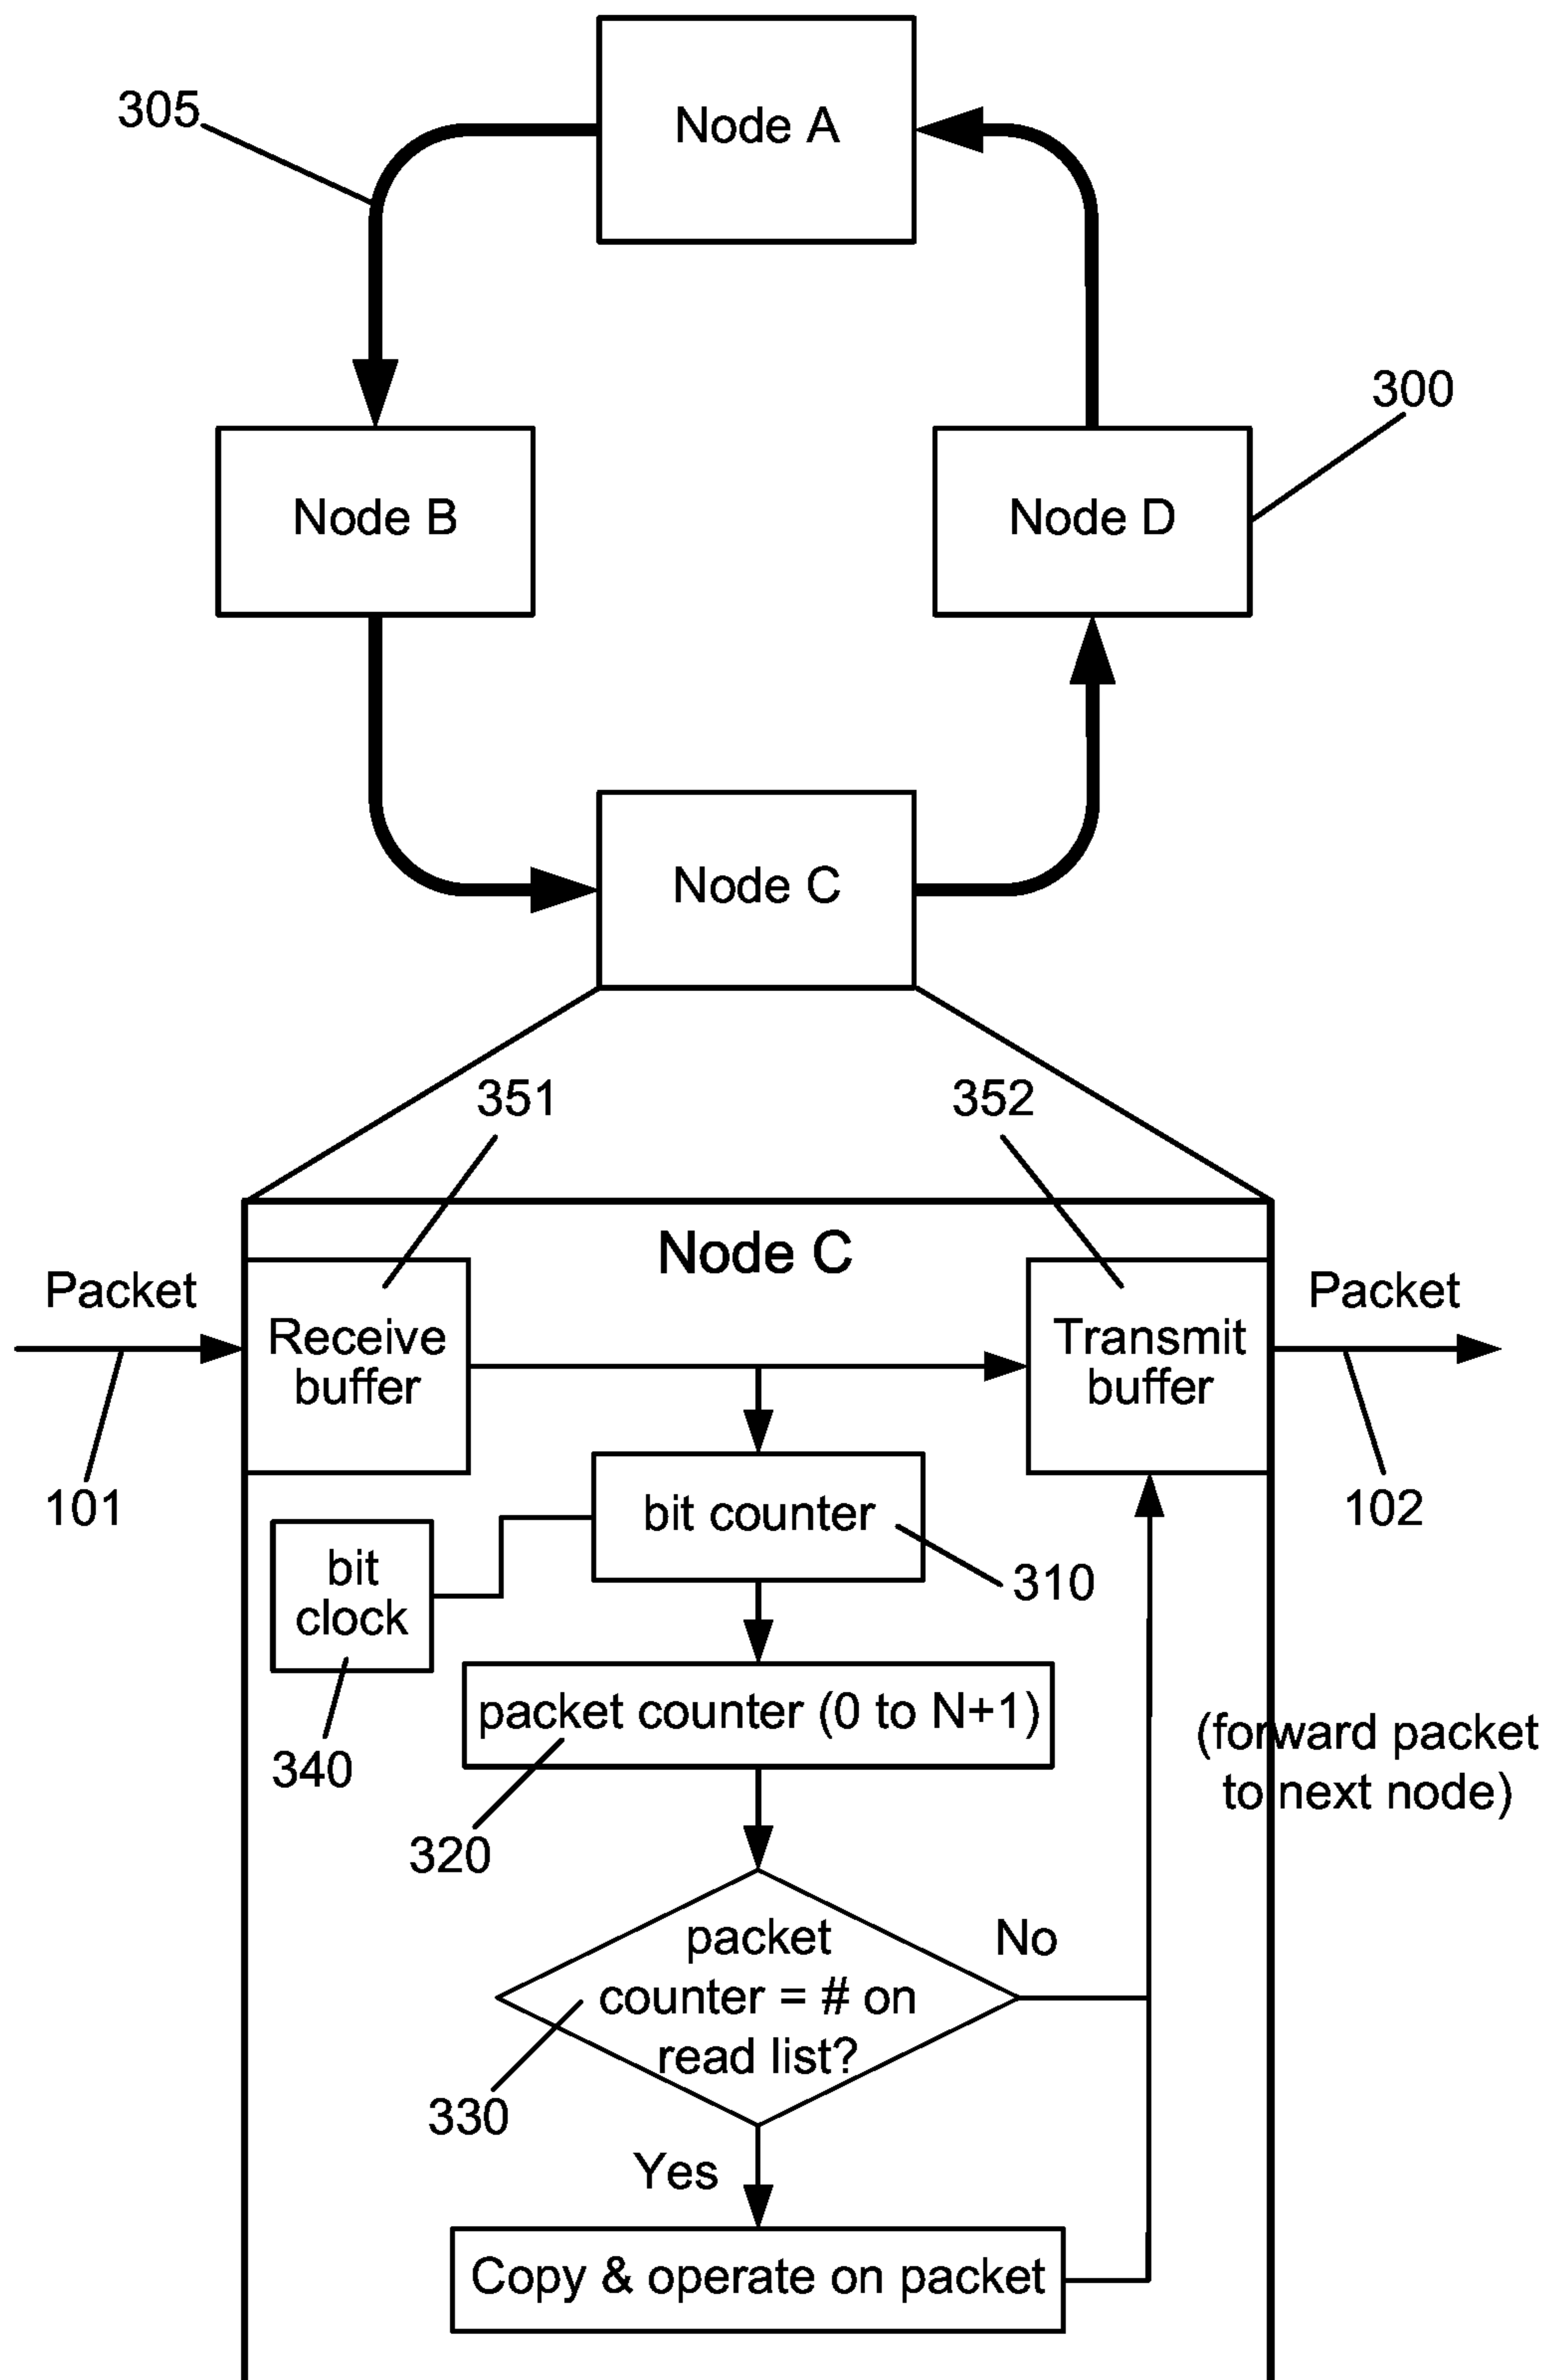 Node A
305
300
Node B
Node D
Node C
351
352
Node C
Packet
Packet
Receive
buffer
Transmit
buffer
101
102
bit counter
bit
clock
310
packet counter (0 to N+1)
340
(forward packet
to next node)
320
packet
counter = # on
read list?
No
330
Yes
Copy & operate on packet